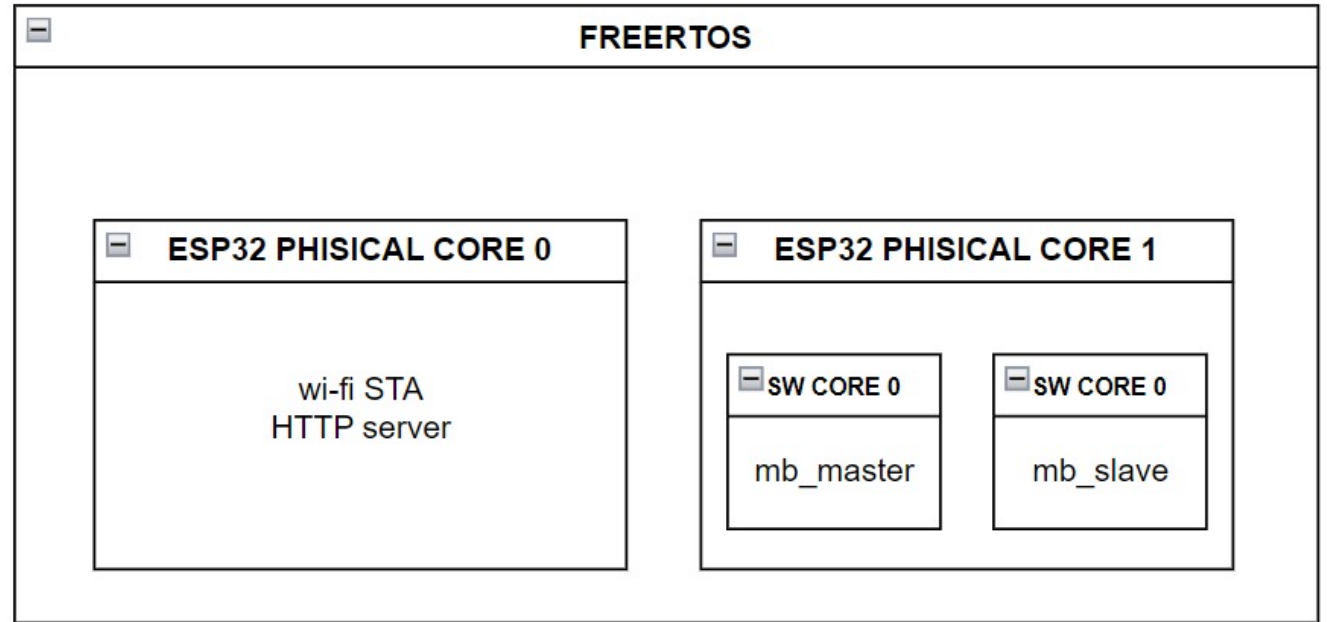 FREERTOS
ESP32 PHISICAL CORE 0
wi-fi STA
HTTP server
ESP32 PHISICAL CORE 1
SW CORE 0
mb_master
SW CORE 0
mb_slave